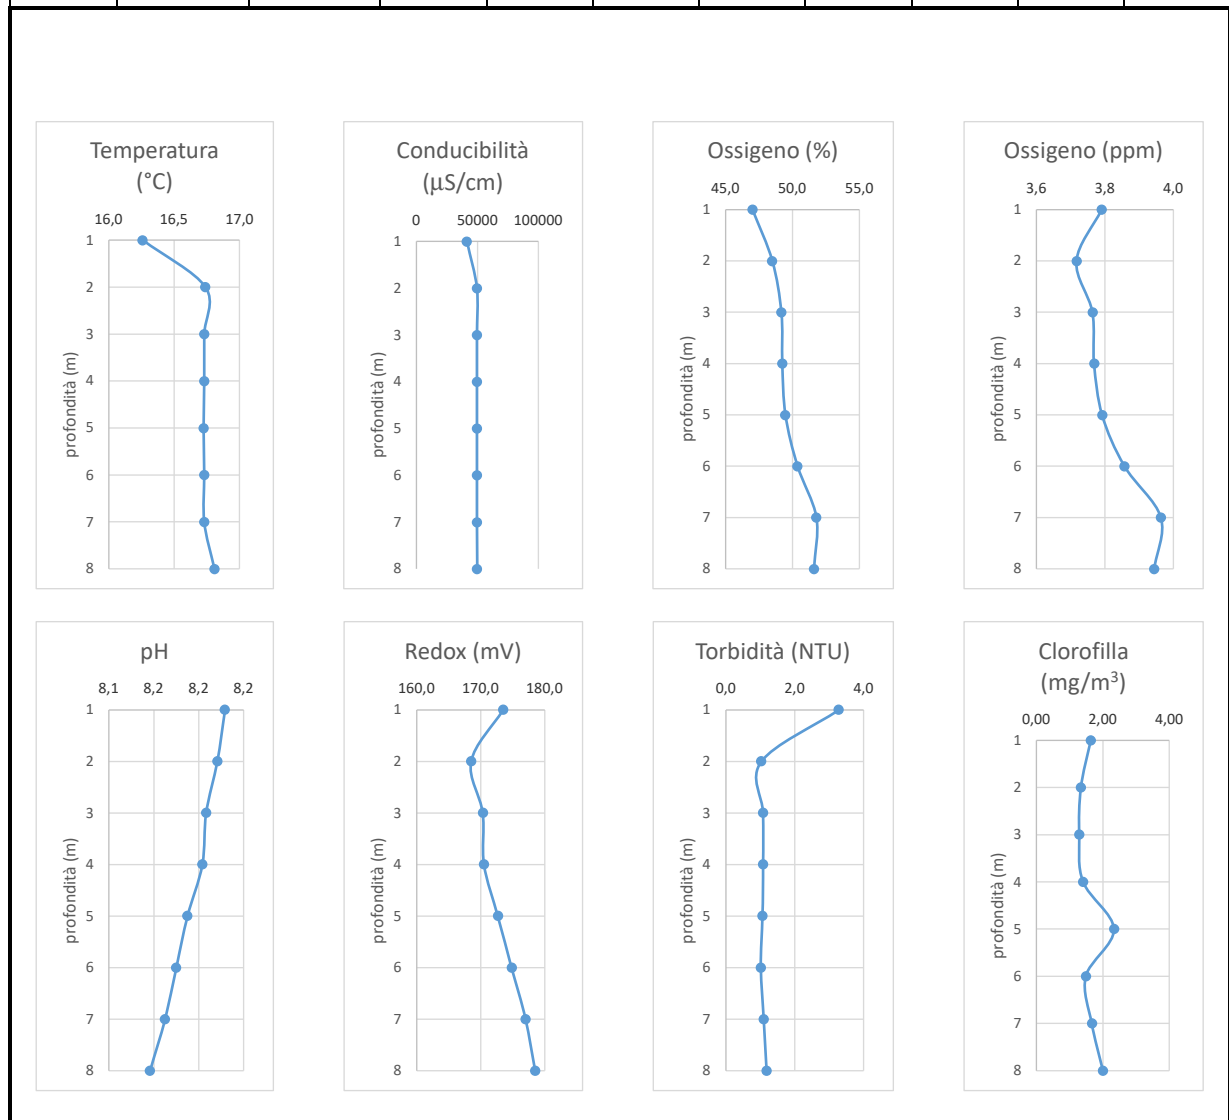 Temperatura
(°C)
16,0 16,5 17,0
1
2
3
4
5
6
7
8
profondità (m)
Conducibilità
(µS/cm)
0 50000 100000
1
2
3
4
5
6
7
8
Ossigeno (%)
45,0 50,0 55,0
1
2
3
4
5
6
7
8
profondità (m)
Ossigeno (ppm)
3,6 3,8 4,0
1
2
3
4
5
6
7
8
profondità (m)
pH
8,1 8,2 8,2 8,2
1
2
3
4
5
6
7
8
profondità (m)
Redox (mV)
160,0 170,0 180,0
1
2
3
4
5
6
7
8
profondità (m)
Torbidità (NTU)
0,0 2,0 4,0
1
2
3
4
5
6
7
8
profondità (m)
Clorofilla
(mg/m³)
0,00 2,00 4,00
1
2
3
4
5
6
7
8
profondità (m)